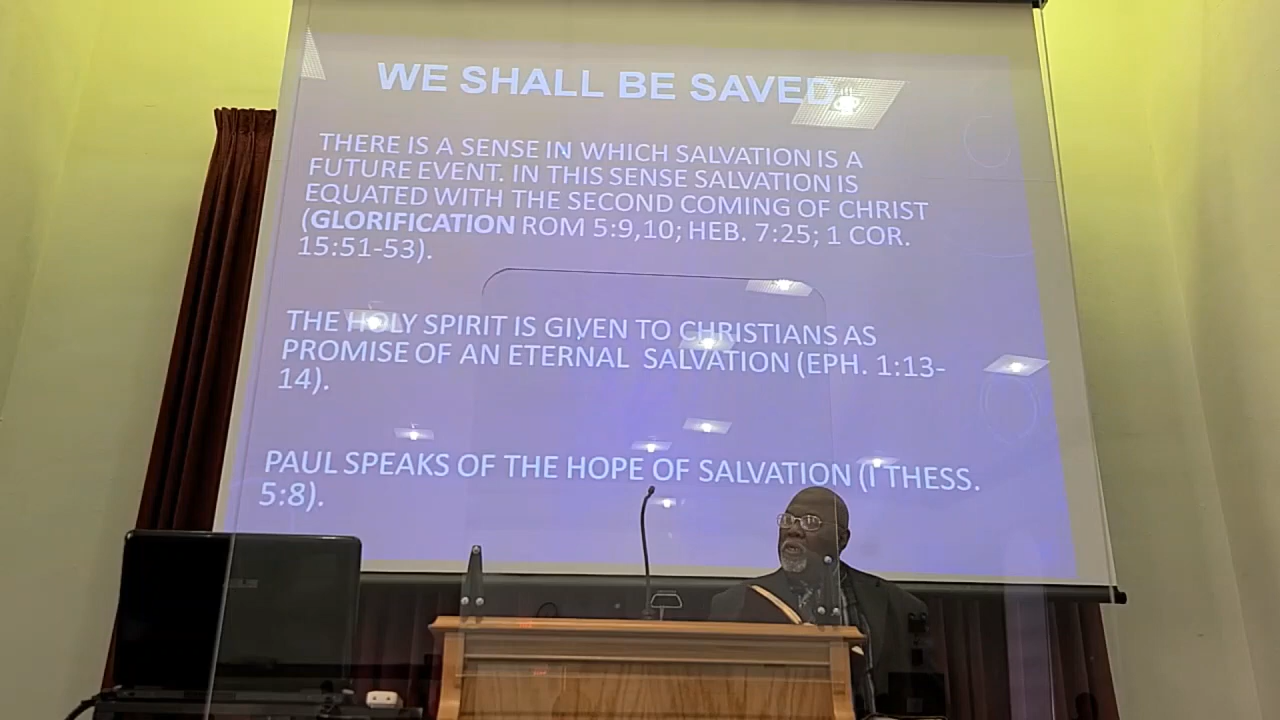 WE SHALL BE SAVED
THERE IS A SENSE IN WHICH SALVATION IS A
FUTURE EVENT. IN THIS SENSE SALVATION IS
EQUATED WITH THE SECOND COMING OF CHRIST
(GLORIFICATION ROM 5:9,10; HEB. 7:25; 1 COR.
15:51-53).
THE HOLY SPIRIT IS GIVEN TO CHRISTIANS AS
PROMISE OF AN ETERNAL SALVATION (EPH. 1:13-
14).
PAUL SPEAKS OF THE HOPE OF SALVATION (I THESS.
5:8).